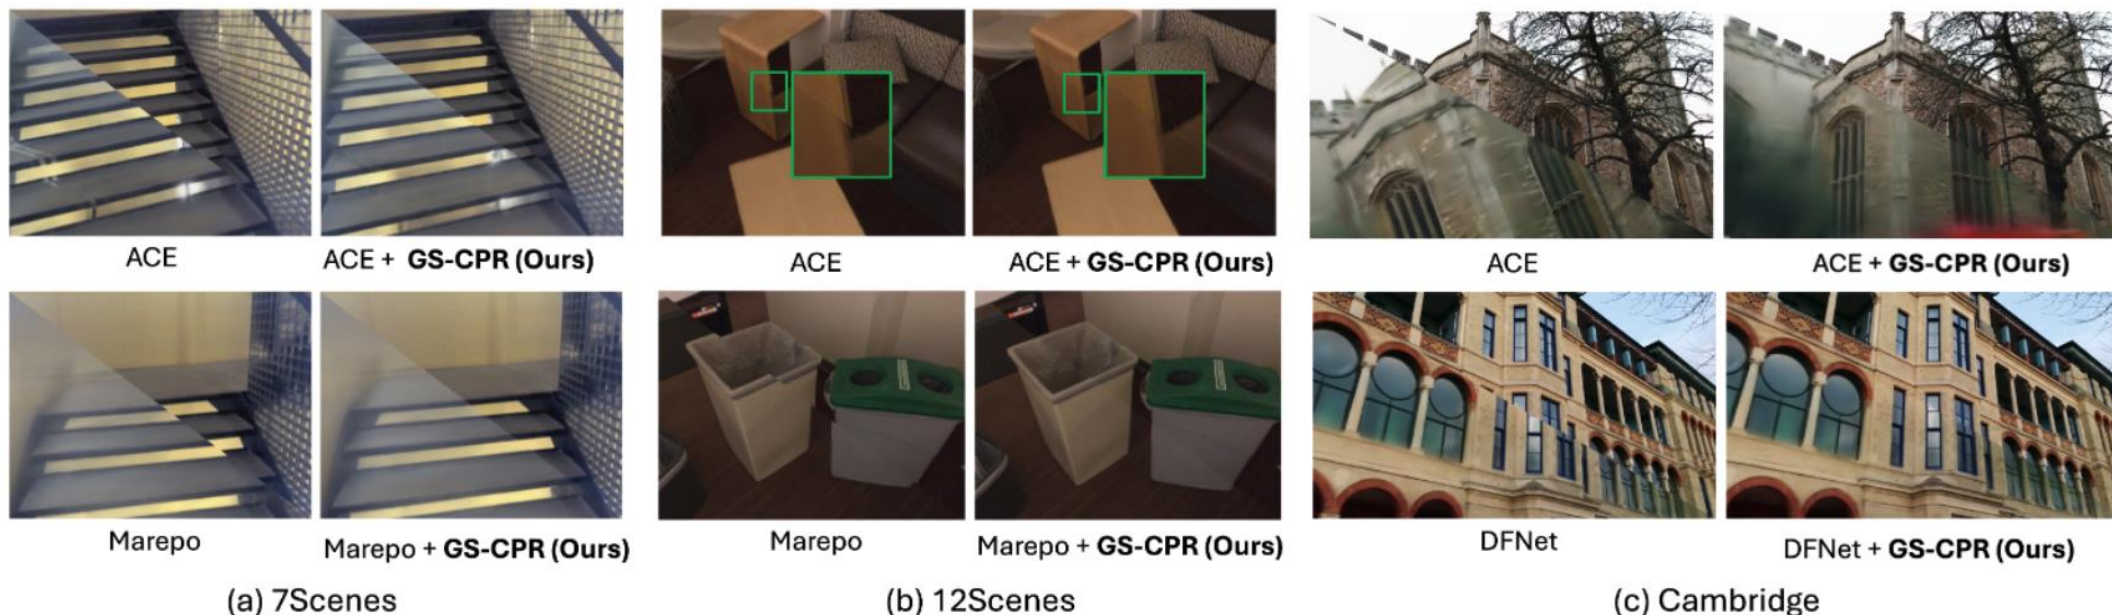 ACE
ACE + GS-CPR (Ours)
ACE
ACE + GS-CPR (Ours)
ACE
ACE + GS-CPR (Ours)
Marepo
Marepo + GS-CPR (Ours)
Marepo
Marepo + GS-CPR (Ours)
DFNet
DFNet + GS-CPR (Ours)
(a) 7Scenes
(b) 12Scenes
(c) Cambridge